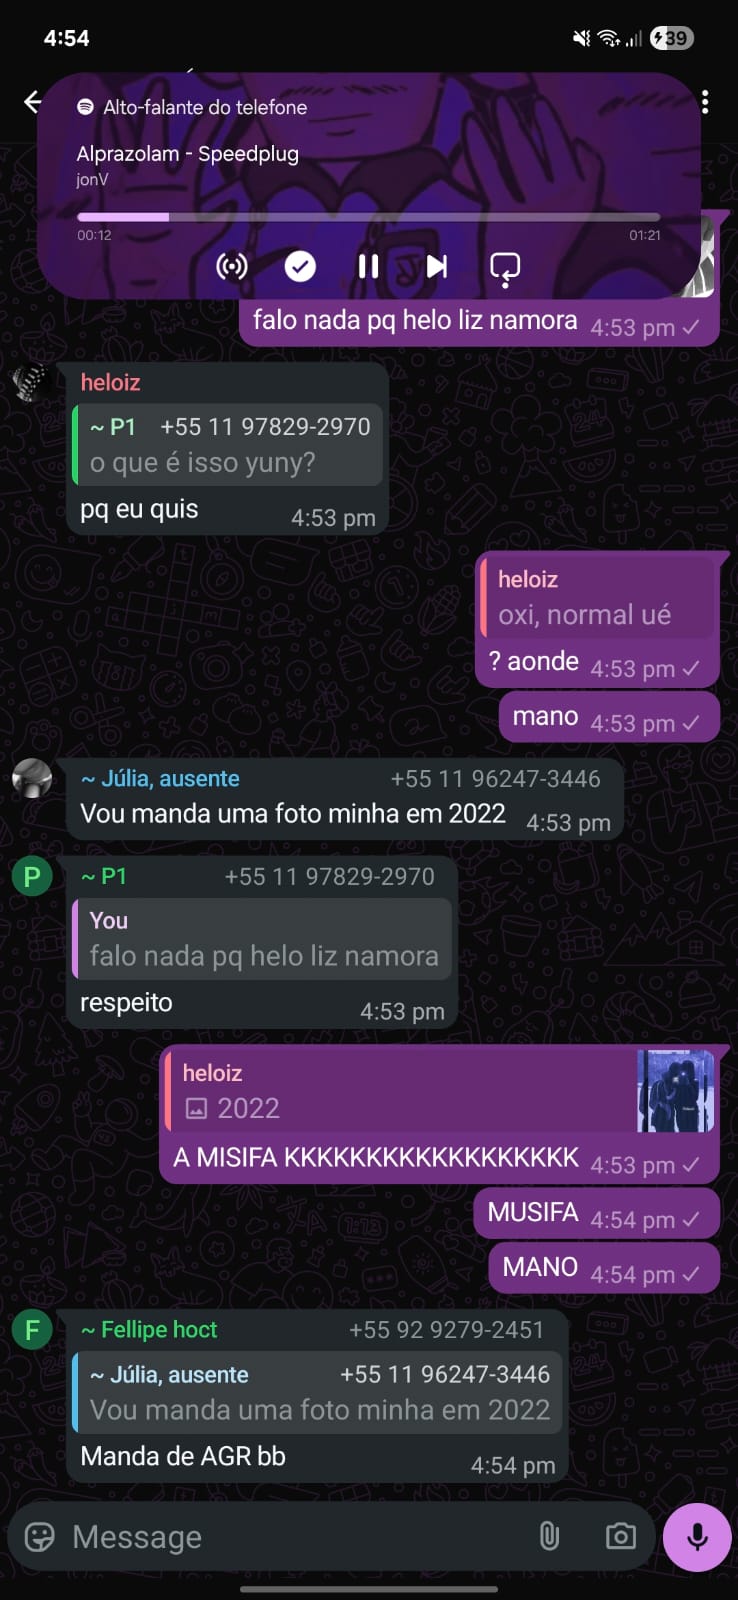 4:54
39
Alto-falante do telefone
Alprazolam - Speedplug
jonV
00:12 01:21
falo nada pq helo liz namora 4:53 pm
heloiz
~ P1 +55 11 97829-2970
o que é isso yuny?
pq eu quis 4:53 pm
heloiz
oxi, normal ué
? aonde 4:53 pm
mano 4:53 pm
~ Júlia, ausente +55 11 96247-3446
Vou manda uma foto minha em 2022 4:53 pm
P ~ P1 +55 11 97829-2970
You
falo nada pq helo liz namora
respeito 4:53 pm
heloiz
2022
A MISIFA KKKKKKKKKKKKKKKKKK 4:53 pm
MUSIFA 4:54 pm
MANO 4:54 pm
F ~ Fellipe hoct +55 92 9279-2451
~ Júlia, ausente +55 11 96247-3446
Vou manda uma foto minha em 2022
Manda de AGR bb 4:54 pm
Message